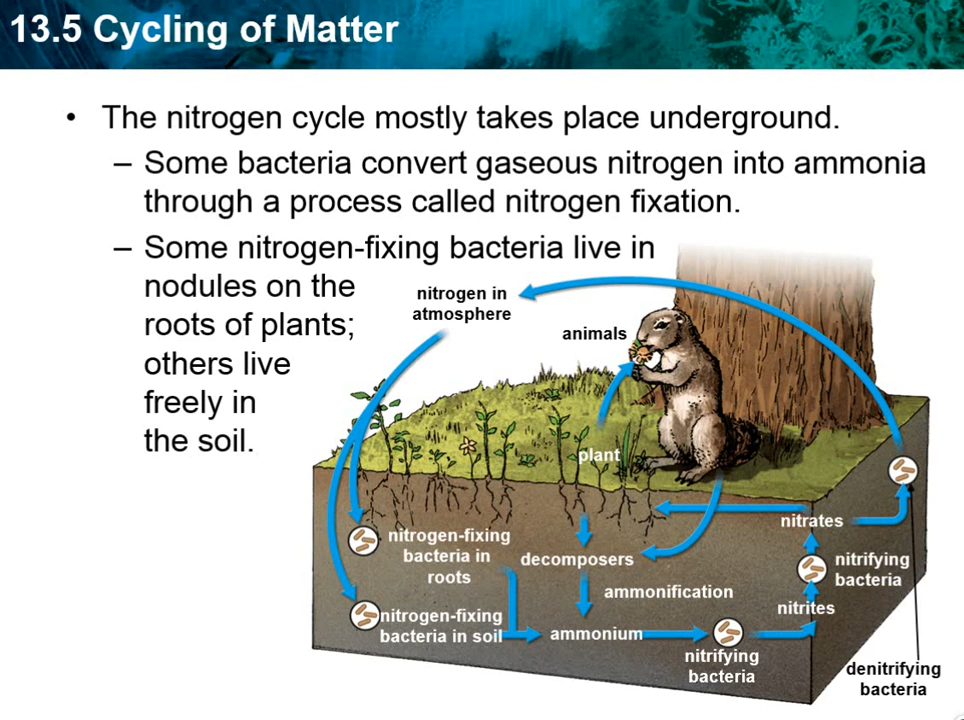 13.5 Cycling of Matter
• The nitrogen cycle mostly takes place underground.
– Some bacteria convert gaseous nitrogen into ammonia
through a process called nitrogen fixation.
– Some nitrogen-fixing bacteria live in
nodules on the
roots of plants;
others live
freely in
the soil.
nitrogen in
atmosphere
animals
plant
nitrates
nitrogen-fixing
bacteria in
roots
decomposers
nitrifying
bacteria
ammonification
nitrites
nitrogen-fixing
bacteria in soil
ammonium
nitrifying
bacteria
denitrifying
bacteria